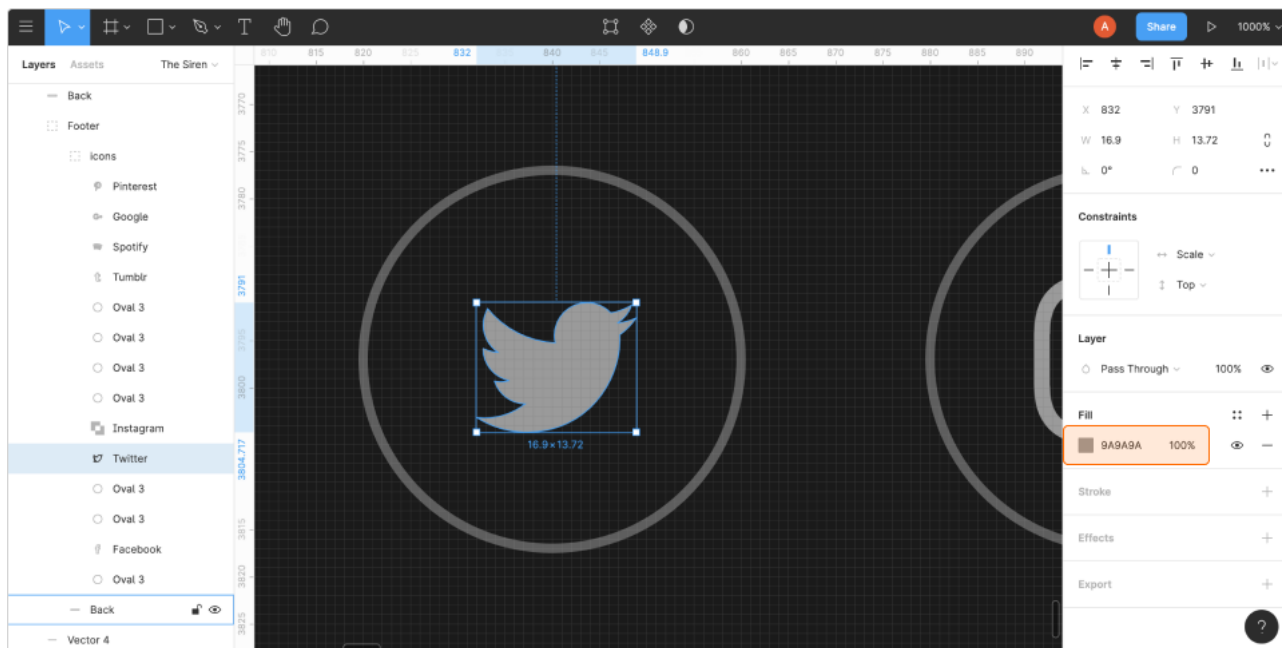 T
A
Share
1000%
Layers Assets The Siren
810 815 820 825 832 840 845 848.9 860 865 870 875 880 885 890
Back
Footer
icons
Pinterest
Google
Spotify
Tumblr
Oval 3
Oval 3
Oval 3
Oval 3
Instagram
Twitter
Oval 3
Oval 3
Facebook
Oval 3
Back
Vector 4
3770
3775
3780
3791
3795
3800
3804.717
3815
3820
3825
16.9×13.72
X 832 Y 3791
W 16.9 H 13.72
0° 0
Constraints
Scale
Top
Layer
Pass Through 100%
Fill
9A9A9A 100%
Stroke
Effects
Export
?